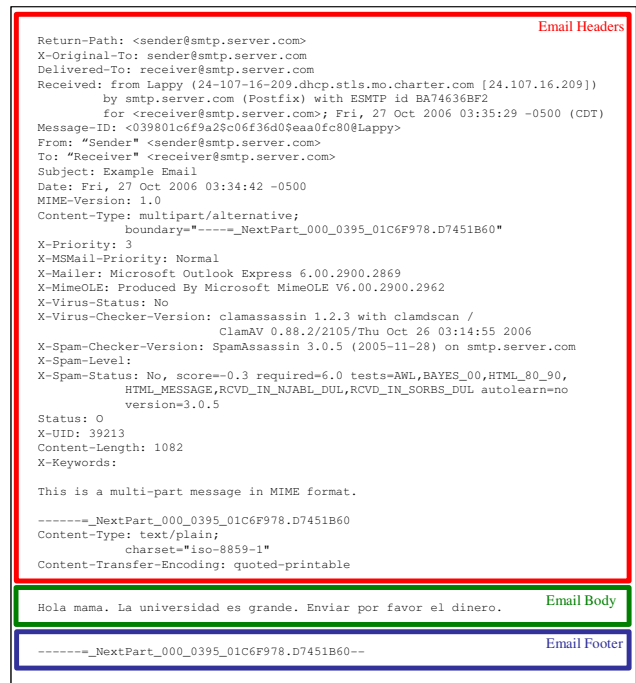 Email Headers
Return-Path: <sender@smtp.server.com>
X-Original-To: sender@smtp.server.com
Delivered-To: receiver@smtp.server.com
Received: from Lappy (24-107-16-209.dhcp.stls.mo.charter.com [24.107.16.209])
by smtp.server.com (Postfix) with ESMTP id BA74636BF2
for <receiver@smtp.server.com>; Fri, 27 Oct 2006 03:35:29 -0500 (CDT)
Message-ID: <039801c6f9a2$c06f36d0$eaa0fc80@Lappy>
From: “Sender" <sender@smtp.server.com>
To: “Receiver" <receiver@smtp.server.com>
Subject: Example Email
Date: Fri, 27 Oct 2006 03:34:42 -0500
MIME-Version: 1.0
Content-Type: multipart/alternative;
boundary="----=_NextPart_000_0395_01C6F978.D7451B60"
X-Priority: 3
X-MSMail-Priority: Normal
X-Mailer: Microsoft Outlook Express 6.00.2900.2869
X-MimeOLE: Produced By Microsoft MimeOLE V6.00.2900.2962
X-Virus-Status: No
X-Virus-Checker-Version: clamassassin 1.2.3 with clamdscan /
ClamAV 0.88.2/2105/Thu Oct 26 03:14:55 2006
X-Spam-Checker-Version: SpamAssassin 3.0.5 (2005-11-28) on smtp.server.com
X-Spam-Level:
X-Spam-Status: No, score=-0.3 required=6.0 tests=AWL,BAYES_00,HTML_80_90,
HTML_MESSAGE,RCVD_IN_NJABL_DUL,RCVD_IN_SORBS_DUL autolearn=no
version=3.0.5
Status: O
X-UID: 39213
Content-Length: 1082
X-Keywords:
This is a multi-part message in MIME format.
------=_NextPart_000_0395_01C6F978.D7451B60
Content-Type: text/plain;
charset="iso-8859-1"
Content-Transfer-Encoding: quoted-printable
Email Body
Hola mama. La universidad es grande. Enviar por favor el dinero.
Email Footer
------=_NextPart_000_0395_01C6F978.D7451B60--